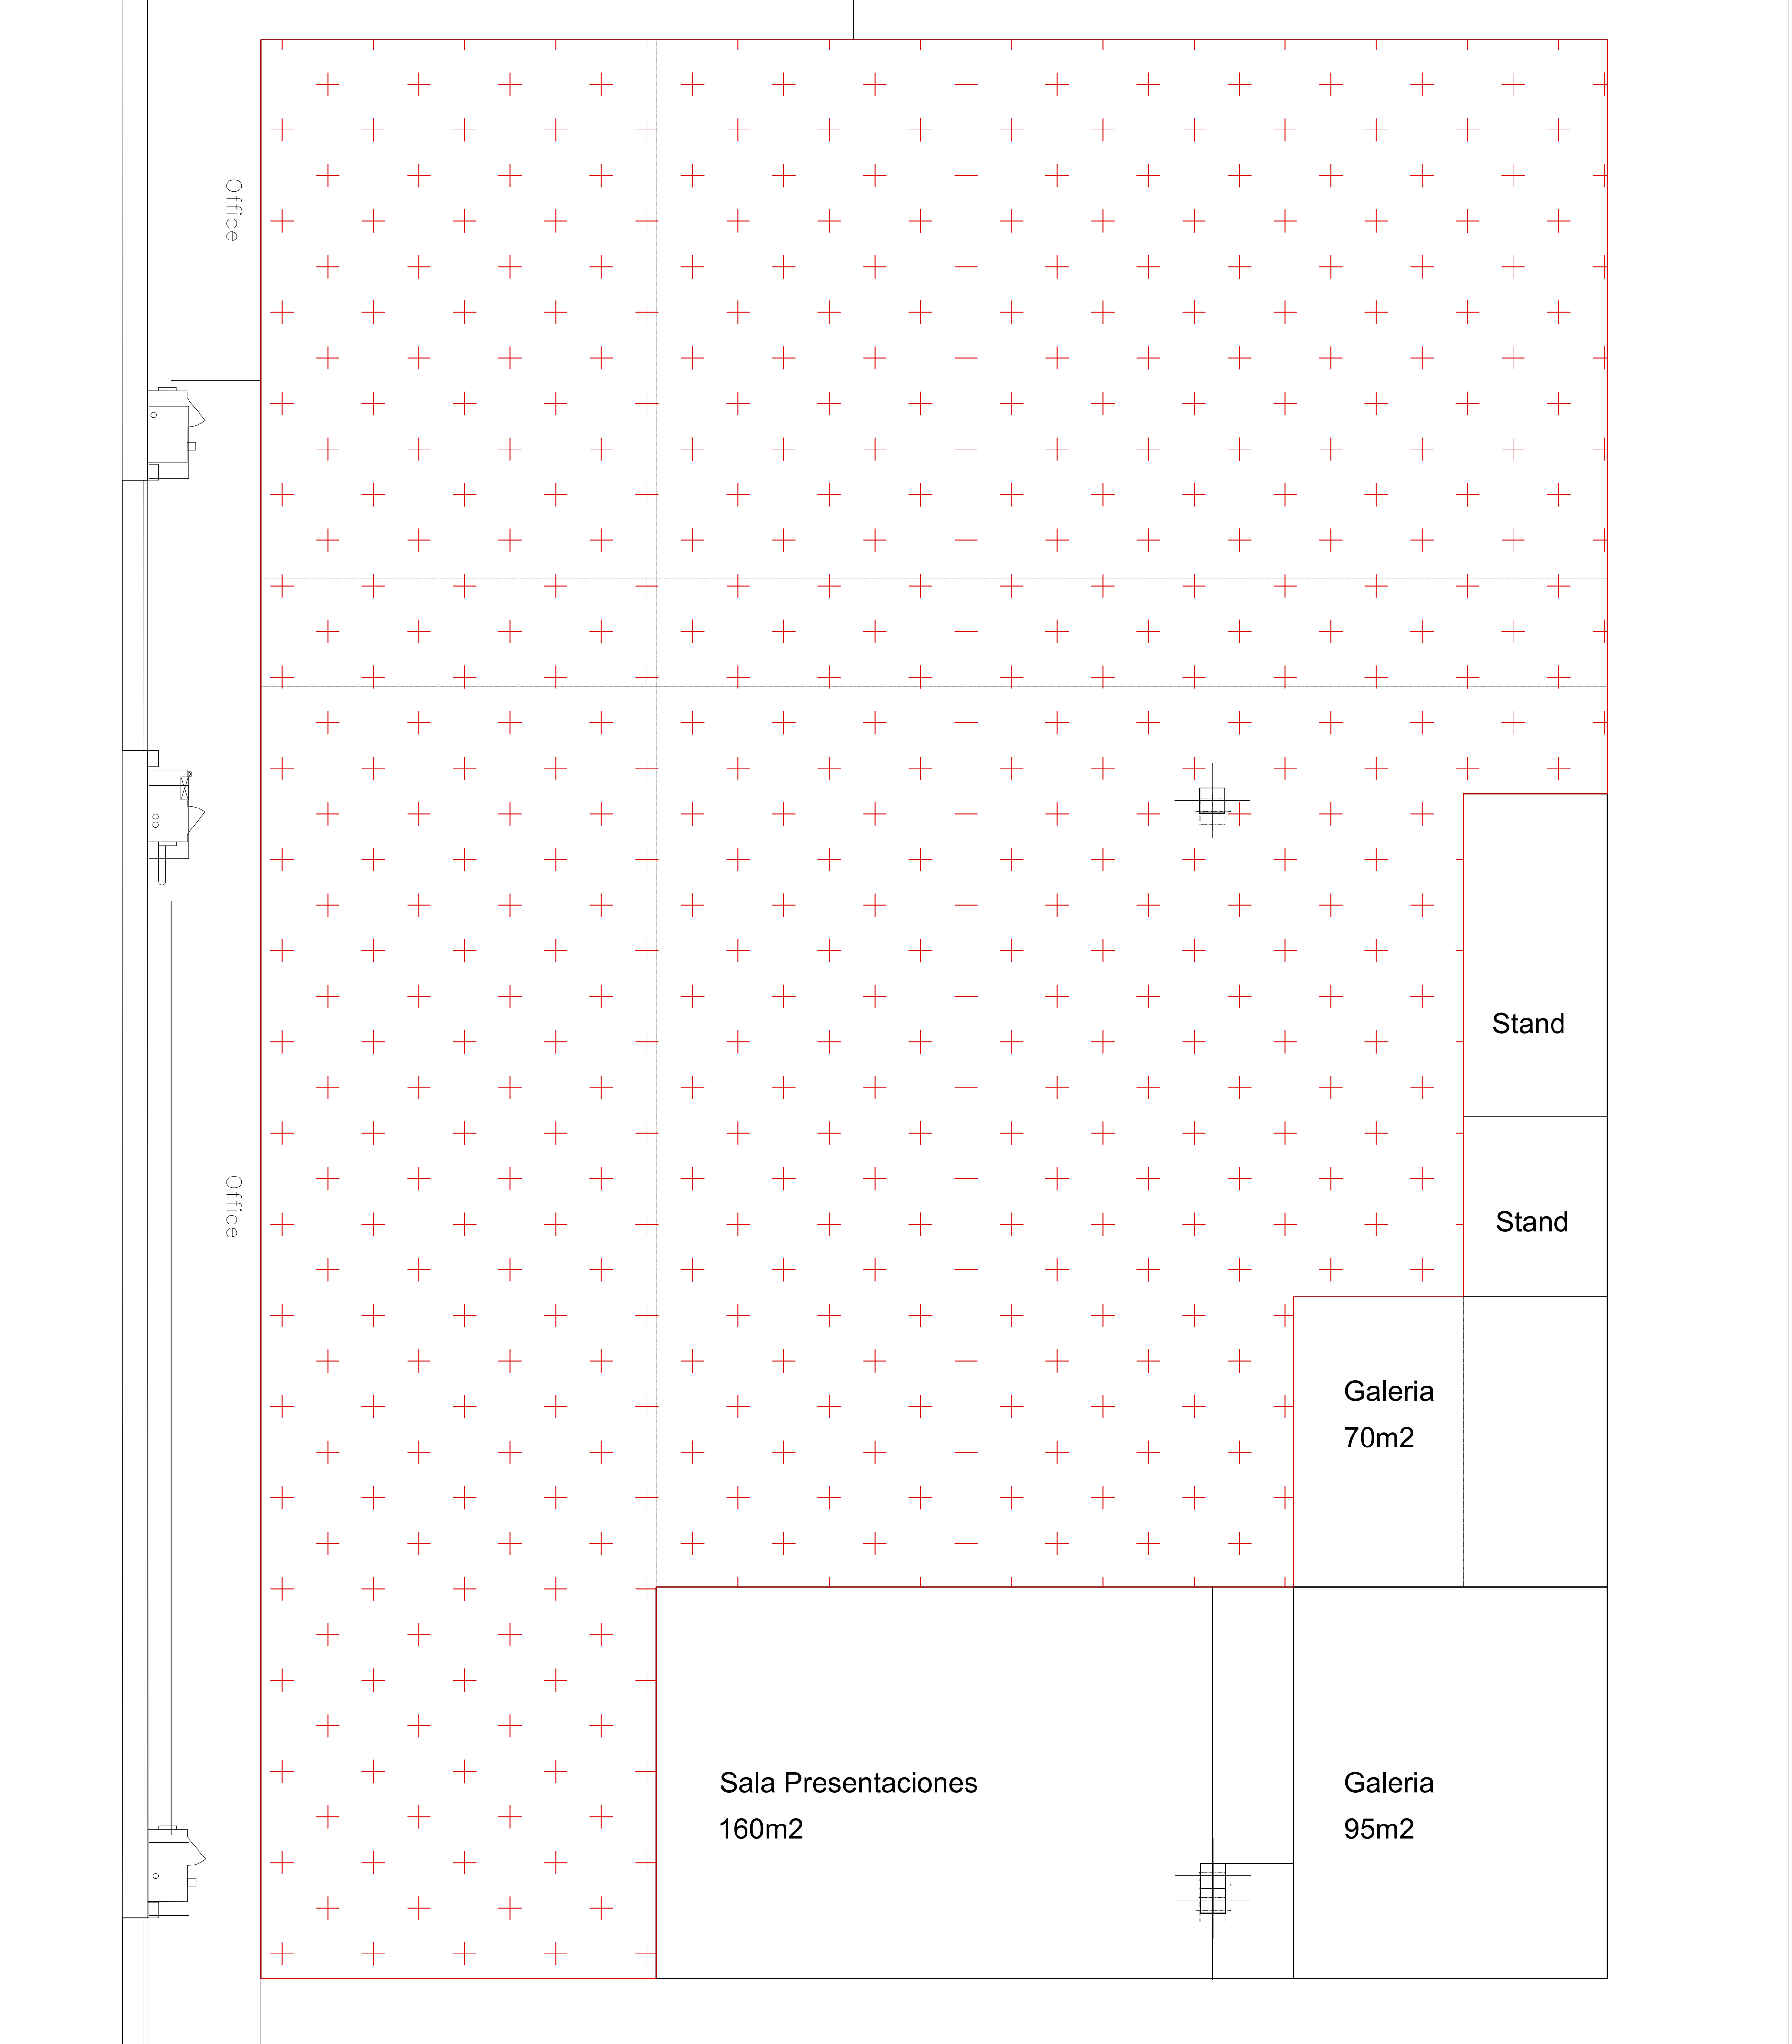 Office
Stand
Office
Stand
Galeria
70m2
Sala Presentaciones
160m2
Galeria
95m2